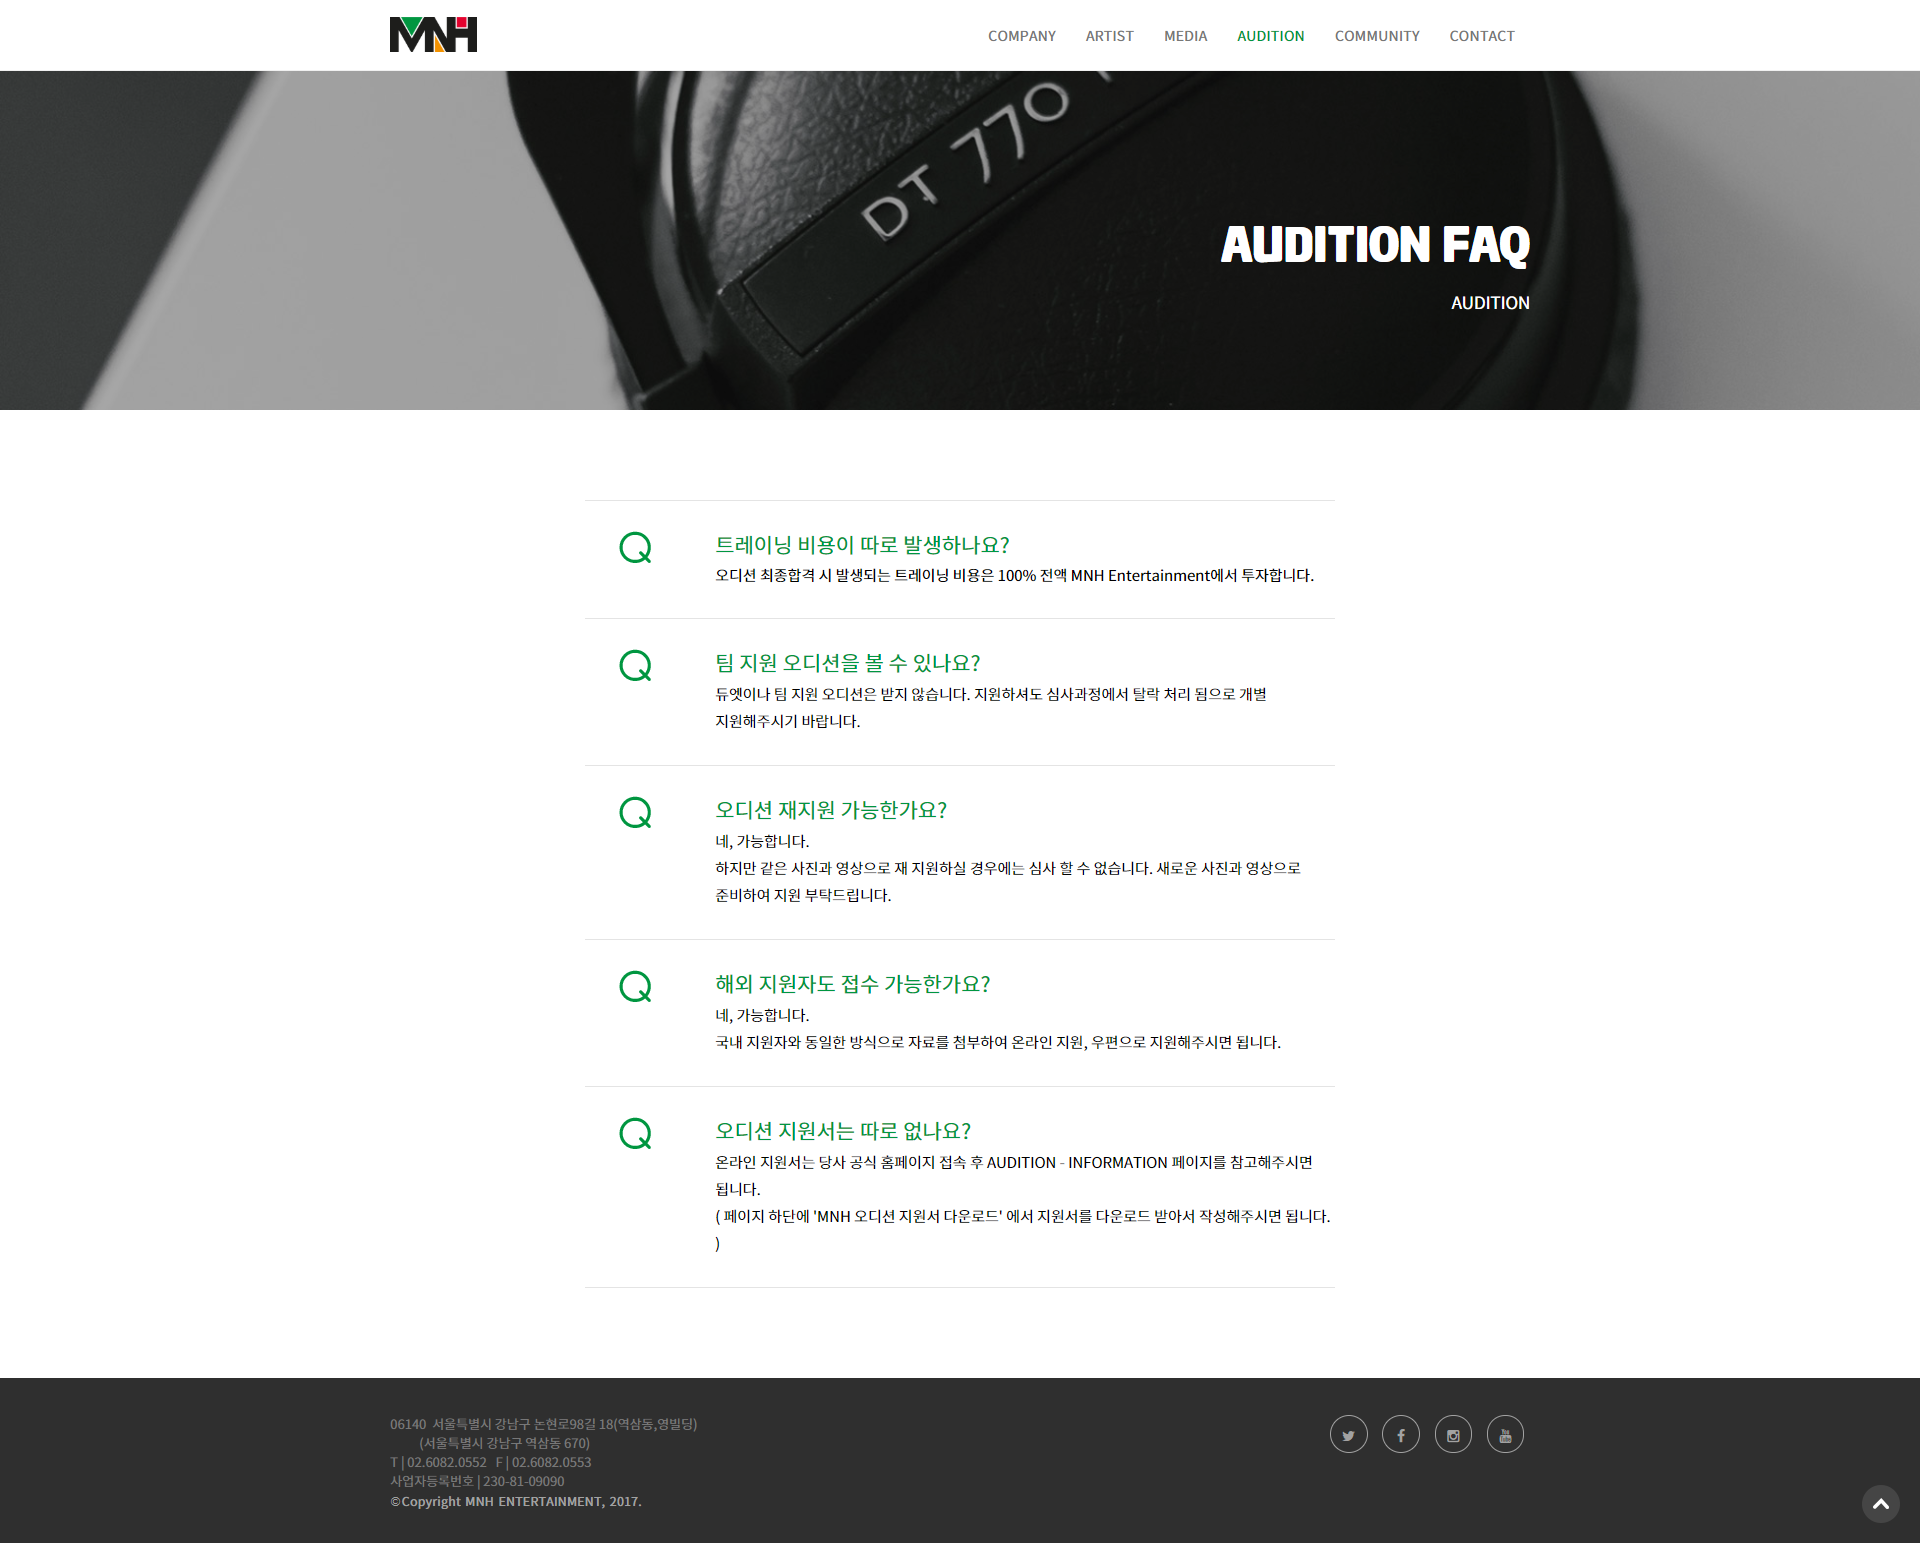 MNH
COMPANY ARTIST MEDIA AUDITION COMMUNITY CONTACT
DT 770
AUDITION FAQ
AUDITION
Q 트레이닝 비용이 따로 발생하나요?
오디션 최종합격 시 발생되는 트레이닝 비용은 100% 전액 MNH Entertainment에서 투자합니다.
Q 팀 지원 오디션을 볼 수 있나요?
듀엣이나 팀 지원 오디션은 받지 않습니다. 지원하셔도 심사과정에서 탈락 처리 됨으로 개별
지원해주시기 바랍니다.
Q 오디션 재지원 가능한가요?
네, 가능합니다.
하지만 같은 사진과 영상으로 재 지원하실 경우에는 심사 할 수 없습니다. 새로운 사진과 영상으로
준비하여 지원 부탁드립니다.
Q 해외 지원자도 접수 가능한가요?
네, 가능합니다.
국내 지원자와 동일한 방식으로 자료를 첨부하여 온라인 지원, 우편으로 지원해주시면 됩니다.
Q 오디션 지원서는 따로 없나요?
온라인 지원서는 당사 공식 홈페이지 접속 후 AUDITION - INFORMATION 페이지를 참고해주시면
됩니다.
( 페이지 하단에 'MNH 오디션 지원서 다운로드' 에서 지원서를 다운로드 받아서 작성해주시면 됩니다.
)
06140 서울특별시 강남구 논현로98길 18(역삼동,영빌딩)
(서울특별시 강남구 역삼동 670)
T | 02.6082.0552 F | 02.6082.0553
사업자등록번호 | 230-81-09090
©Copyright MNH ENTERTAINMENT, 2017.